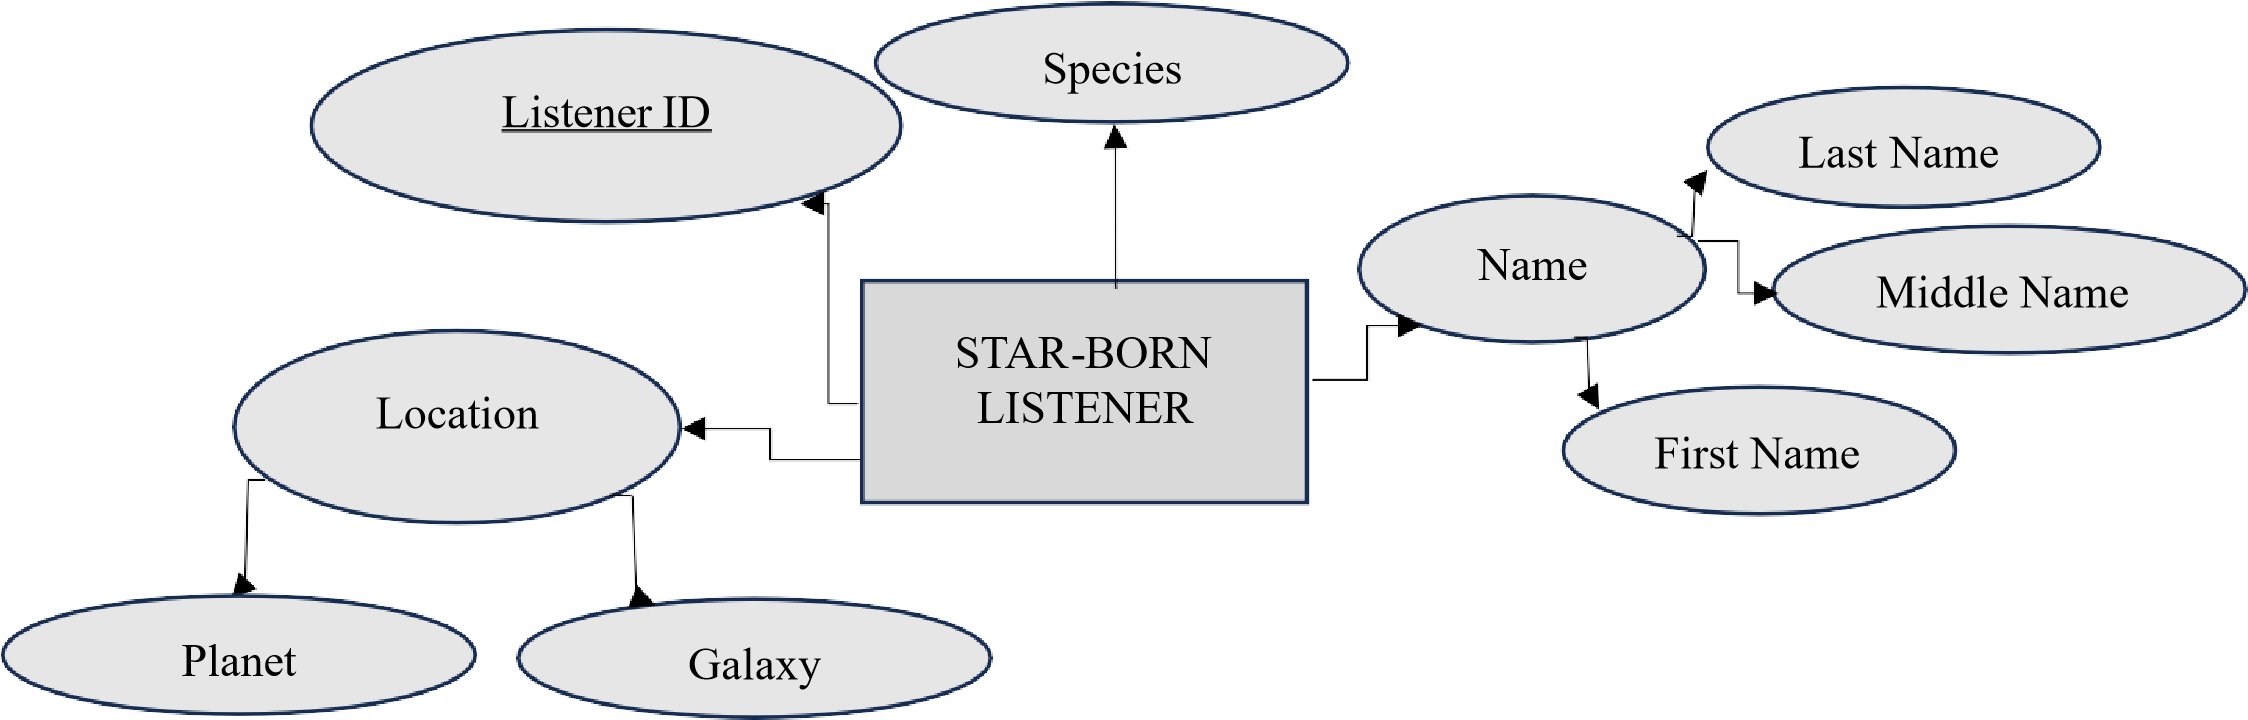 Species
Listener ID
Last Name
Name
Middle Name
STAR-BORN
LISTENER
Location
First Name
Planet
Galaxy